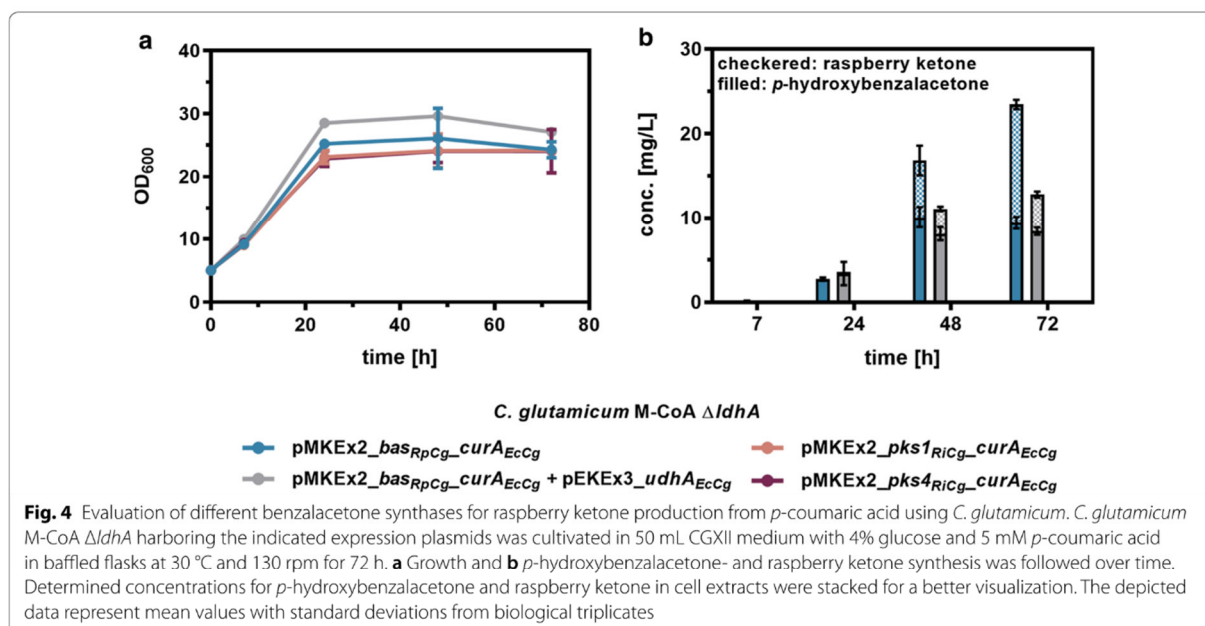 a
b
40
30
20
10
0
OD600
0
20
40
60
80
time [h]
30
20
10
0
conc. [mg/L]
checkered: raspberry ketone
filled: p-hydroxybenzalacetone
7
24
48
72
time [h]
C. glutamicum M-CoA ΔldhA
pMKEx2_basRpCg_curAEcCg
pMKEx2_pks1RiCg_curAEcCg
pMKEx2_basRpCg_curAEcCg + pEKEx3_udhAEcCg
pMKEx2_pks4RiCg_curAEcCg
Fig. 4 Evaluation of different benzalacetone synthases for raspberry ketone production from p-coumaric acid using C. glutamicum. C. glutamicum
M-CoA ΔldhA harboring the indicated expression plasmids was cultivated in 50 mL CGXII medium with 4% glucose and 5 mM p-coumaric acid
in baffled flasks at 30 °C and 130 rpm for 72 h. a Growth and b p-hydroxybenzalacetone- and raspberry ketone synthesis was followed over time.
Determined concentrations for p-hydroxybenzalacetone and raspberry ketone in cell extracts were stacked for a better visualization. The depicted
data represent mean values with standard deviations from biological triplicates